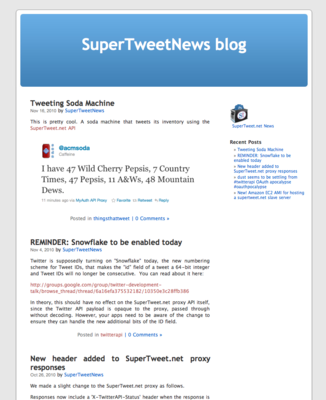 SuperTweetNews blog
Tweeting Soda Machine
Nov 16, 2010 by SuperTweetNews
This is pretty cool. A soda machine that tweets its inventory using the
SuperTweet.net API
@acmsoda
Caffeine
I have 47 Wild Cherry Pepsis, 7 Country
Times, 47 Pepsis, 11 A&Ws, 48 Mountain
Dews.
11 minutes ago via MyAuth API Proxy Favorite Retweet Reply
Posted in thingsthattweet | 0 Comments »
REMINDER: Snowflake to be enabled today
Nov 4, 2010 by SuperTweetNews
Twitter is supposedly turning on "Snowflake" today, the new numbering
scheme for Tweet IDs, that makes the "id" field of a tweet a 64-bit integer
and Tweet IDs will no longer be consecutive. You can read about it here:
http://groups.google.com/group/twitter-development-
talk/browse_thread/thread/6a16efa375532182/
In theory, this should have no effect on the SuperTweet.net proxy API itself,
since the Twitter API payload is opaque to the proxy, passed through
without decoding. However, your apps need to be aware of the change to
ensure they can handle the new additional bits of the ID field.
Posted in twitterapi | 0 Comments »
New header added to SuperTweet.net proxy
responses
Oct 28, 2010 by SuperTweetNews
We made a slight change to the SuperTweet.net proxy as follows.
Responses now include a 'X-TwitterAPI-Status' header when the response is
SuperTweet.net News
Recent Posts
Tweeting Soda Machine
REMINDER: Snowflake to be
enabled today
New header added to
SuperTweet.net proxy responses
dust seems to be settling from
#twitterapi OAuth apocalypse
#oauthpocalypse
New! Amazon EC2 AMI for hosting
a supertweet.net slave server